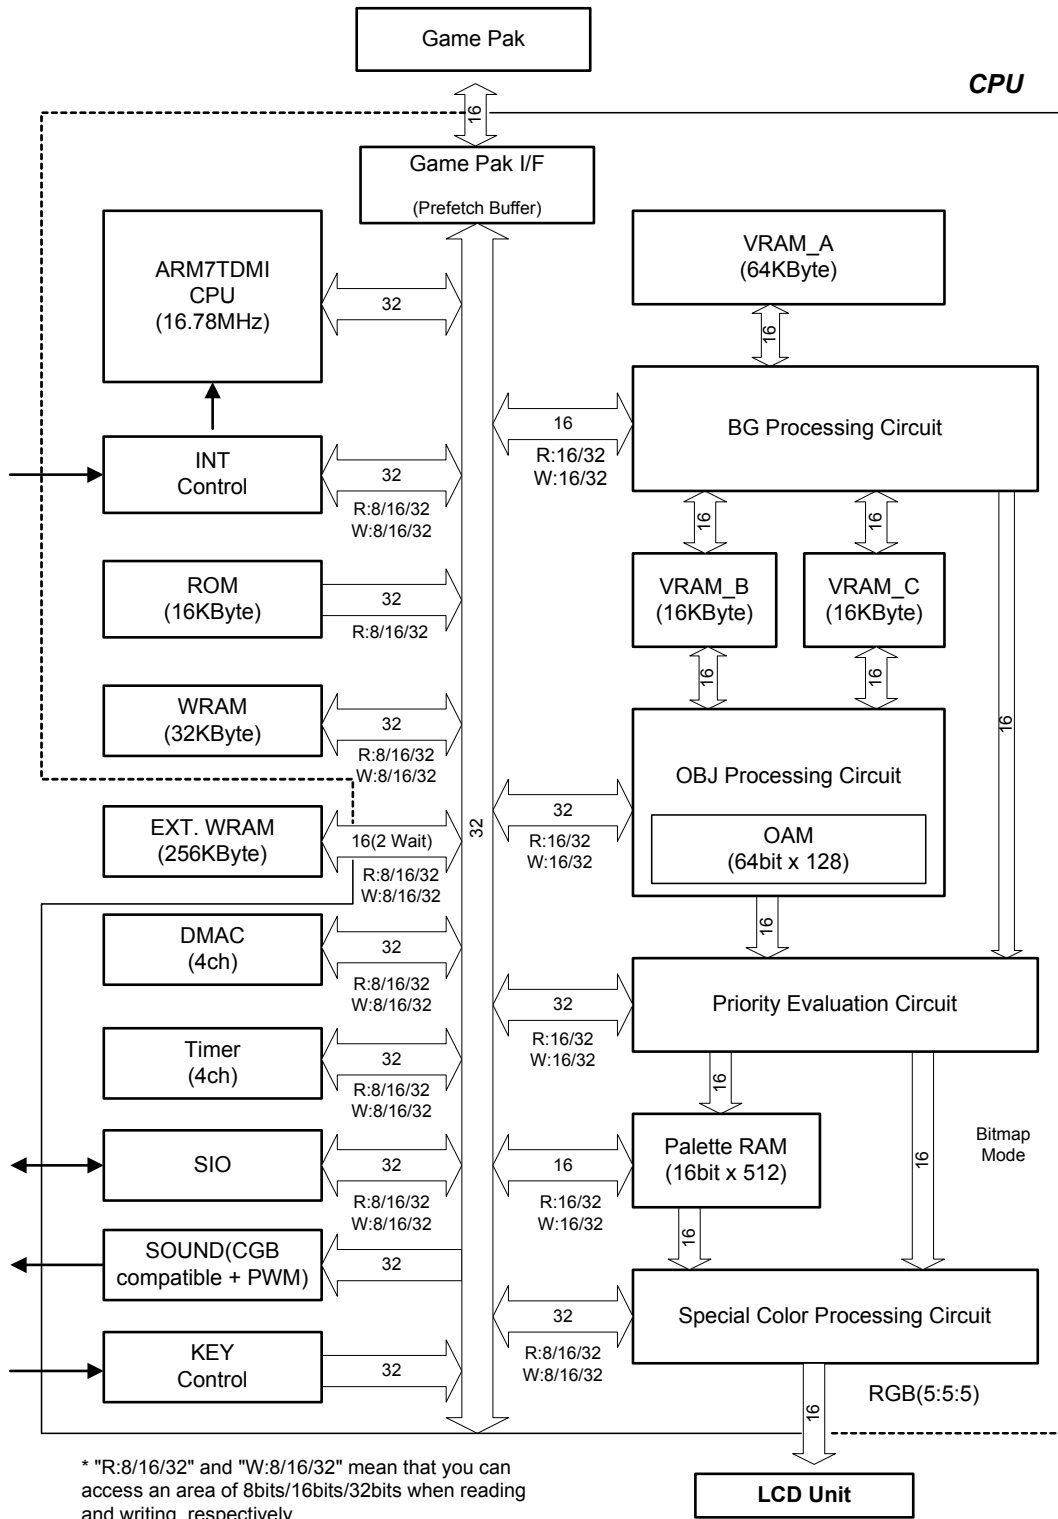 Game Pak
CPU
16
Game Pak I/F
(Prefetch Buffer)
ARM7TDMI
CPU
(16.78MHz)
32
VRAM_A
(64KByte)
16
BG Processing Circuit
16
R:16/32
W:16/32
INT
Control
32
R:8/16/32
W:8/16/32
16
16
ROM
(16KByte)
32
R:8/16/32
VRAM_B
(16KByte)
VRAM_C
(16KByte)
16
16
WRAM
(32KByte)
32
R:8/16/32
W:8/16/32
16
OBJ Processing Circuit
OAM
(64bit x 128)
32
R:16/32
W:16/32
32
EXT. WRAM
(256KByte)
16(2 Wait)
R:8/16/32
W:8/16/32
16
DMAC
(4ch)
32
R:8/16/32
W:8/16/32
32
R:16/32
W:16/32
Priority Evaluation Circuit
Timer
(4ch)
32
R:8/16/32
W:8/16/32
16
SIO
32
R:8/16/32
W:8/16/32
16
R:16/32
W:16/32
Palette RAM
(16bit x 512)
16
Bitmap
Mode
16
SOUND(CGB
compatible + PWM)
32
32
R:8/16/32
W:8/16/32
Special Color Processing Circuit
KEY
Control
32
16
RGB(5:5:5)
LCD Unit
* "R:8/16/32" and "W:8/16/32" mean that you can
access an area of 8bits/16bits/32bits when reading
and writing, respectively